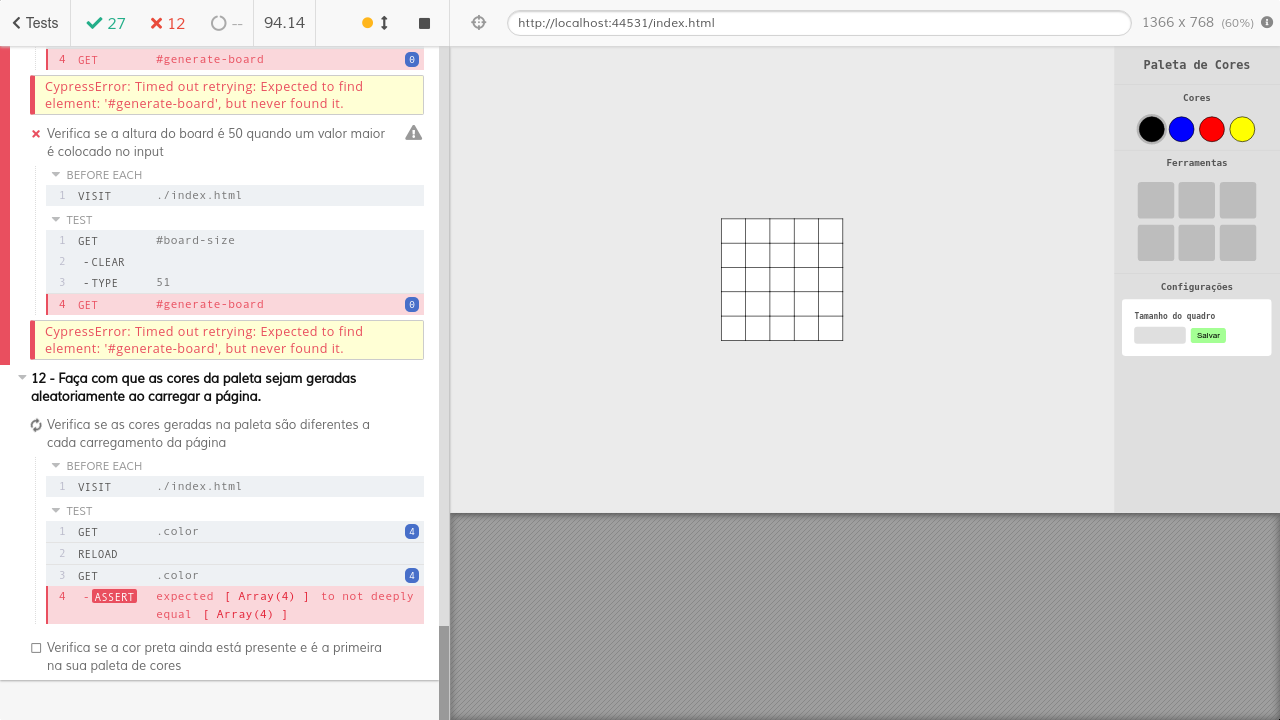 Tests 27 12 -- 94.14
http://localhost:44531/index.html 1366 x 768 (60%)
4 GET #generate-board 0
CypressError: Timed out retrying: Expected to find
element: '#generate-board', but never found it.
Verifica se a altura do board é 50 quando um valor maior
é colocado no input
BEFORE EACH
1 VISIT ./index.html
TEST
1 GET #board-size
2 -CLEAR
3 -TYPE 51
4 GET #generate-board 0
CypressError: Timed out retrying: Expected to find
element: '#generate-board', but never found it.
12 - Faça com que as cores da paleta sejam geradas
aleatoriamente ao carregar a página.
Verifica se as cores geradas na paleta são diferentes a
cada carregamento da página
BEFORE EACH
1 VISIT ./index.html
TEST
1 GET .color 4
2 RELOAD
3 GET .color 4
4 -ASSERT expected [ Array(4) ] to not deeply
equal [ Array(4) ]
Verifica se a cor preta ainda está presente e é a primeira
na sua paleta de cores
Paleta de Cores
Cores
Ferramentas
Configurações
Tamanho do quadro
Salvar